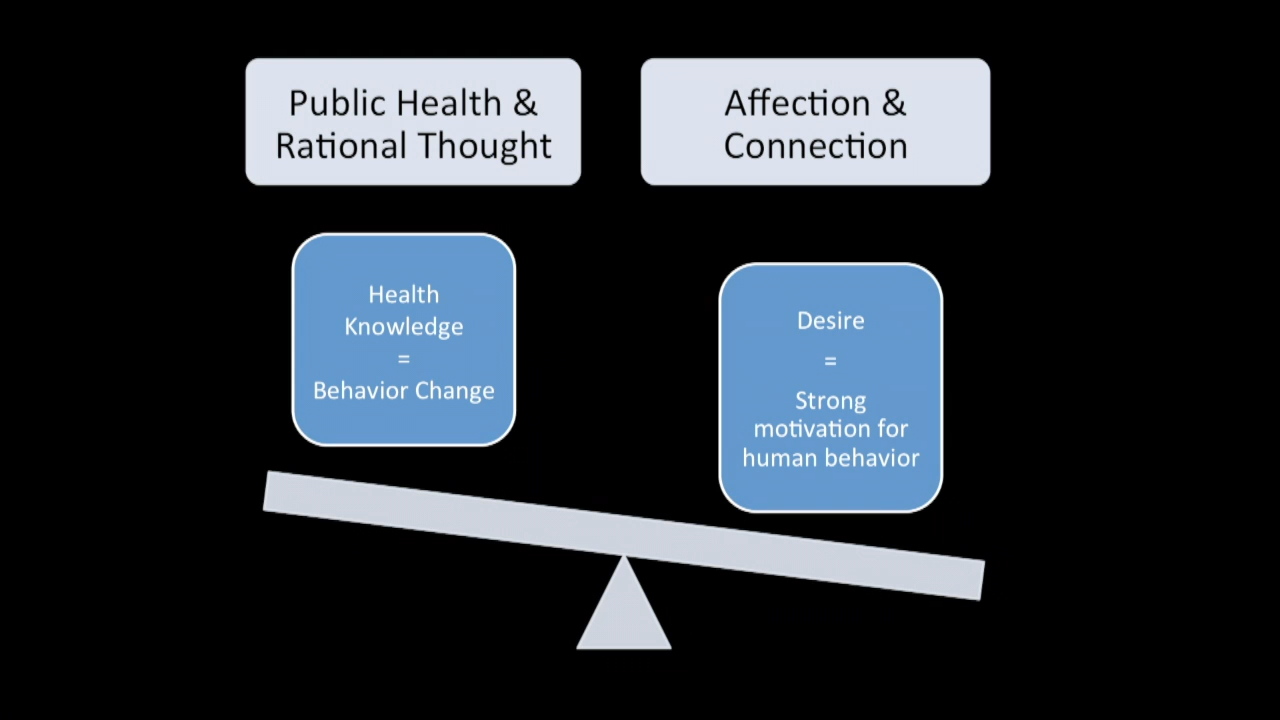 Public Health &
Rational Thought
Affection &
Connection
Health
Knowledge
=
Behavior Change
Desire
=
Strong
motivation for
human behavior